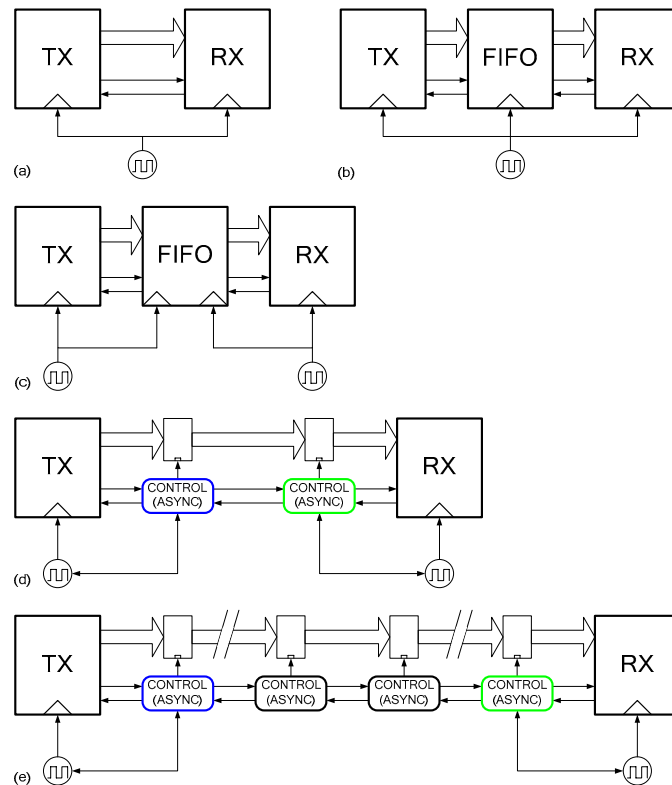 TX RX
(a)
TX FIFO RX
(b)
TX FIFO RX
(c)
TX RX
CONTROL (ASYNC)
CONTROL (ASYNC)
(d)
TX RX
CONTROL (ASYNC)
CONTROL (ASYNC)
CONTROL (ASYNC)
CONTROL (ASYNC)
(e)